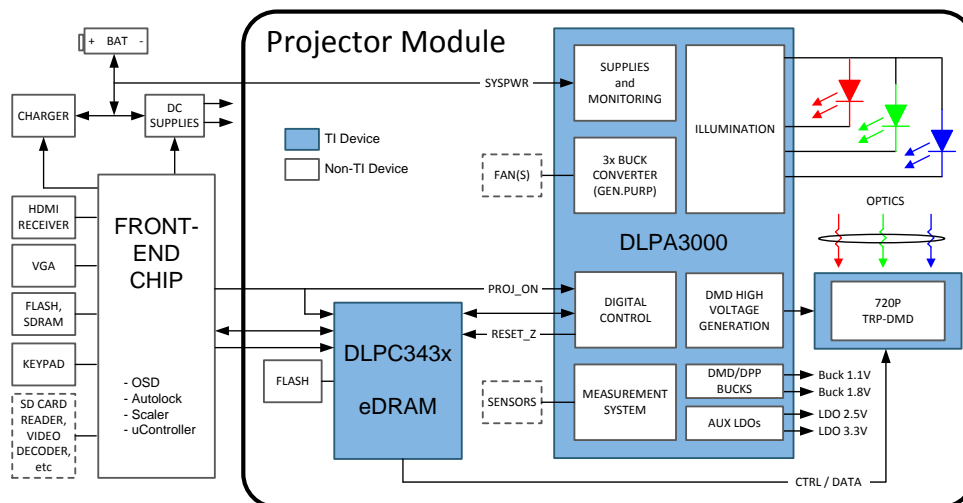 + BAT -
Projector Module
SYSPWR
CHARGER
DC
SUPPLIES
TI Device
Non-TI Device
SUPPLIES
and
MONITORING
ILLUMINATION
FAN(S)
3x BUCK
CONVERTER
(GEN.PURP)
HDMI
RECEIVER
VGA
FLASH,
SDRAM
KEYPAD
SD CARD
READER,
VIDEO
DECODER,
etc
FRONT-
END
CHIP
- OSD
- Autolock
- Scaler
- uController
DLPA3000
OPTICS
PROJ_ON
RESET_Z
DIGITAL
CONTROL
DMD HIGH
VOLTAGE
GENERATION
720P
TRP-DMD
DLPC343x
eDRAM
FLASH
SENSORS
MEASUREMENT
SYSTEM
DMD/DPP
BUCKS
AUX LDOs
Buck 1.1V
Buck 1.8V
LDO 2.5V
LDO 3.3V
CTRL / DATA